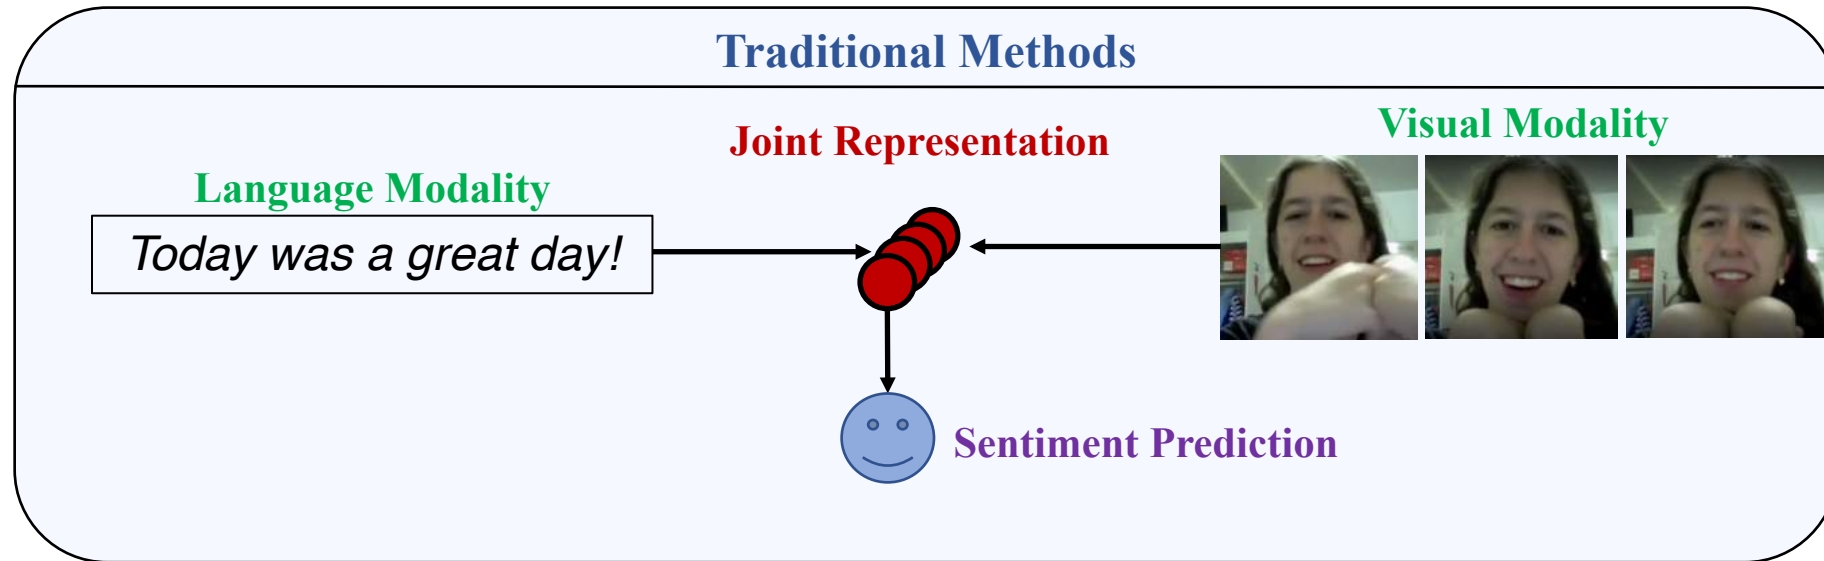 Traditional Methods
Joint Representation
Visual Modality
Language Modality
Today was a great day!
Sentiment Prediction